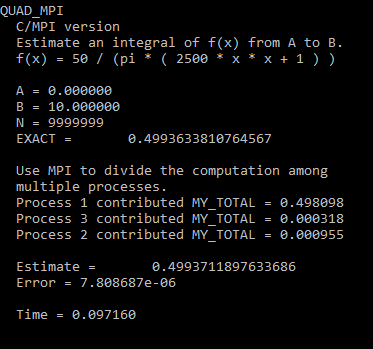 QUAD_MPI
C/MPI version
Estimate an integral of f(x) from A to B.
f(x) = 50 / (pi * ( 2500 * x * x + 1 ) )
A = 0.000000
B = 10.000000
N = 9999999
EXACT =       0.4993633810764567
Use MPI to divide the computation among
multiple processes.
Process 1 contributed MY_TOTAL = 0.498098
Process 3 contributed MY_TOTAL = 0.000318
Process 2 contributed MY_TOTAL = 0.000955
Estimate =       0.4993711897633686
Error = 7.808687e-06
Time = 0.097160